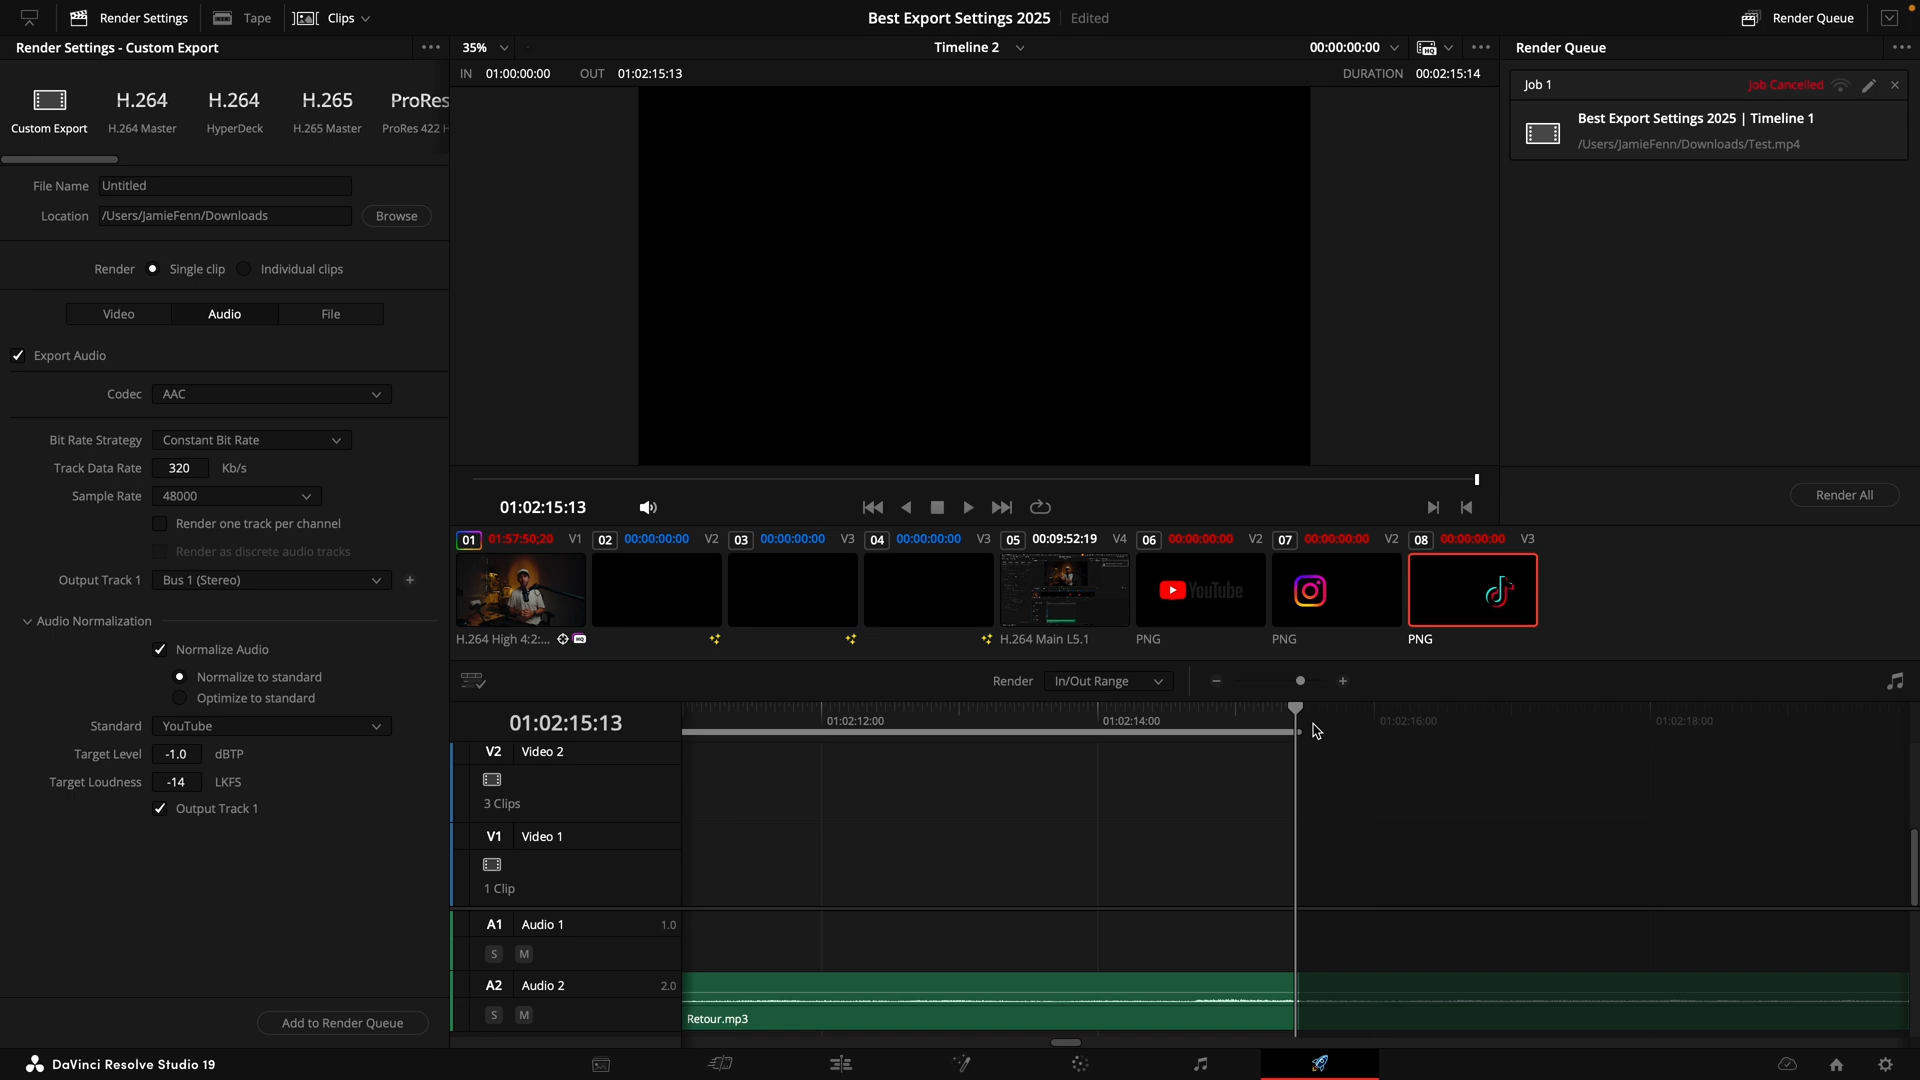 Render Settings
Tape
Clips
Best Export Settings 2025
Edited
Render Queue
Render Settings - Custom Export
35%
Timeline 2
00:00:00:00
HQ
Render Queue
IN 01:00:00:00
OUT 01:02:15:13
DURATION 00:02:15:14
Custom Export
H.264
H.264 Master
H.264
HyperDeck
H.265
H.265 Master
ProRes
ProRes 422 H
Job 1
Job Cancelled
Best Export Settings 2025 | Timeline 1
/Users/JamieFenn/Downloads/Test.mp4
File Name Untitled
Location /Users/JamieFenn/Downloads
Browse
Render Single clip Individual clips
Video Audio File
Export Audio
Codec AAC
Bit Rate Strategy Constant Bit Rate
Track Data Rate 320 Kb/s
Sample Rate 48000
Render one track per channel
Render as discrete audio tracks
Output Track 1 Bus 1 (Stereo)
Audio Normalization
Normalize Audio
Normalize to standard
Optimize to standard
Standard YouTube
Target Level -1.0 dBTP
Target Loudness -14 LKFS
Output Track 1
Add to Render Queue
Render All
01:02:15:13
01 01:57:50;20 V1
02 00:00:00:00 V2
03 00:00:00:00 V3
04 00:00:00:00 V3
05 00:09:52:19 V4
06 00:00:00:00 V2
07 00:00:00:00 V2
08 00:00:00:00 V3
YouTube
H.264 High 4:2:...
HQ
H.264 Main L5.1
PNG
PNG
PNG
Render In/Out Range
01:02:15:13
01:02:12:00
01:02:14:00
01:02:16:00
01:02:18:00
V2 Video 2
3 Clips
V1 Video 1
1 Clip
A1 Audio 1 1.0
S M
A2 Audio 2 2.0
S M
Retour.mp3
DaVinci Resolve Studio 19